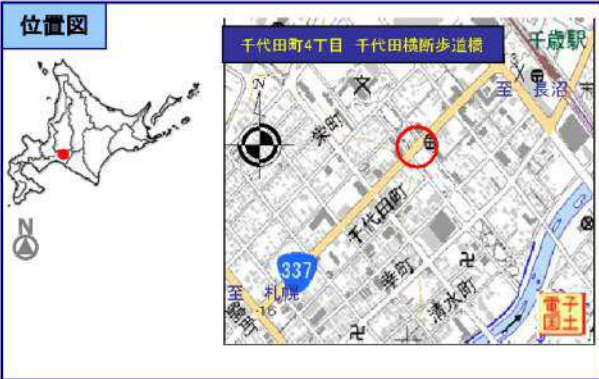 位置図
千代田町4丁目 千代田横断歩道橋
千歳駅
至 長沼
栄町
千代田町
337
至 札幌
幸町
清水町
16
N
電子国土